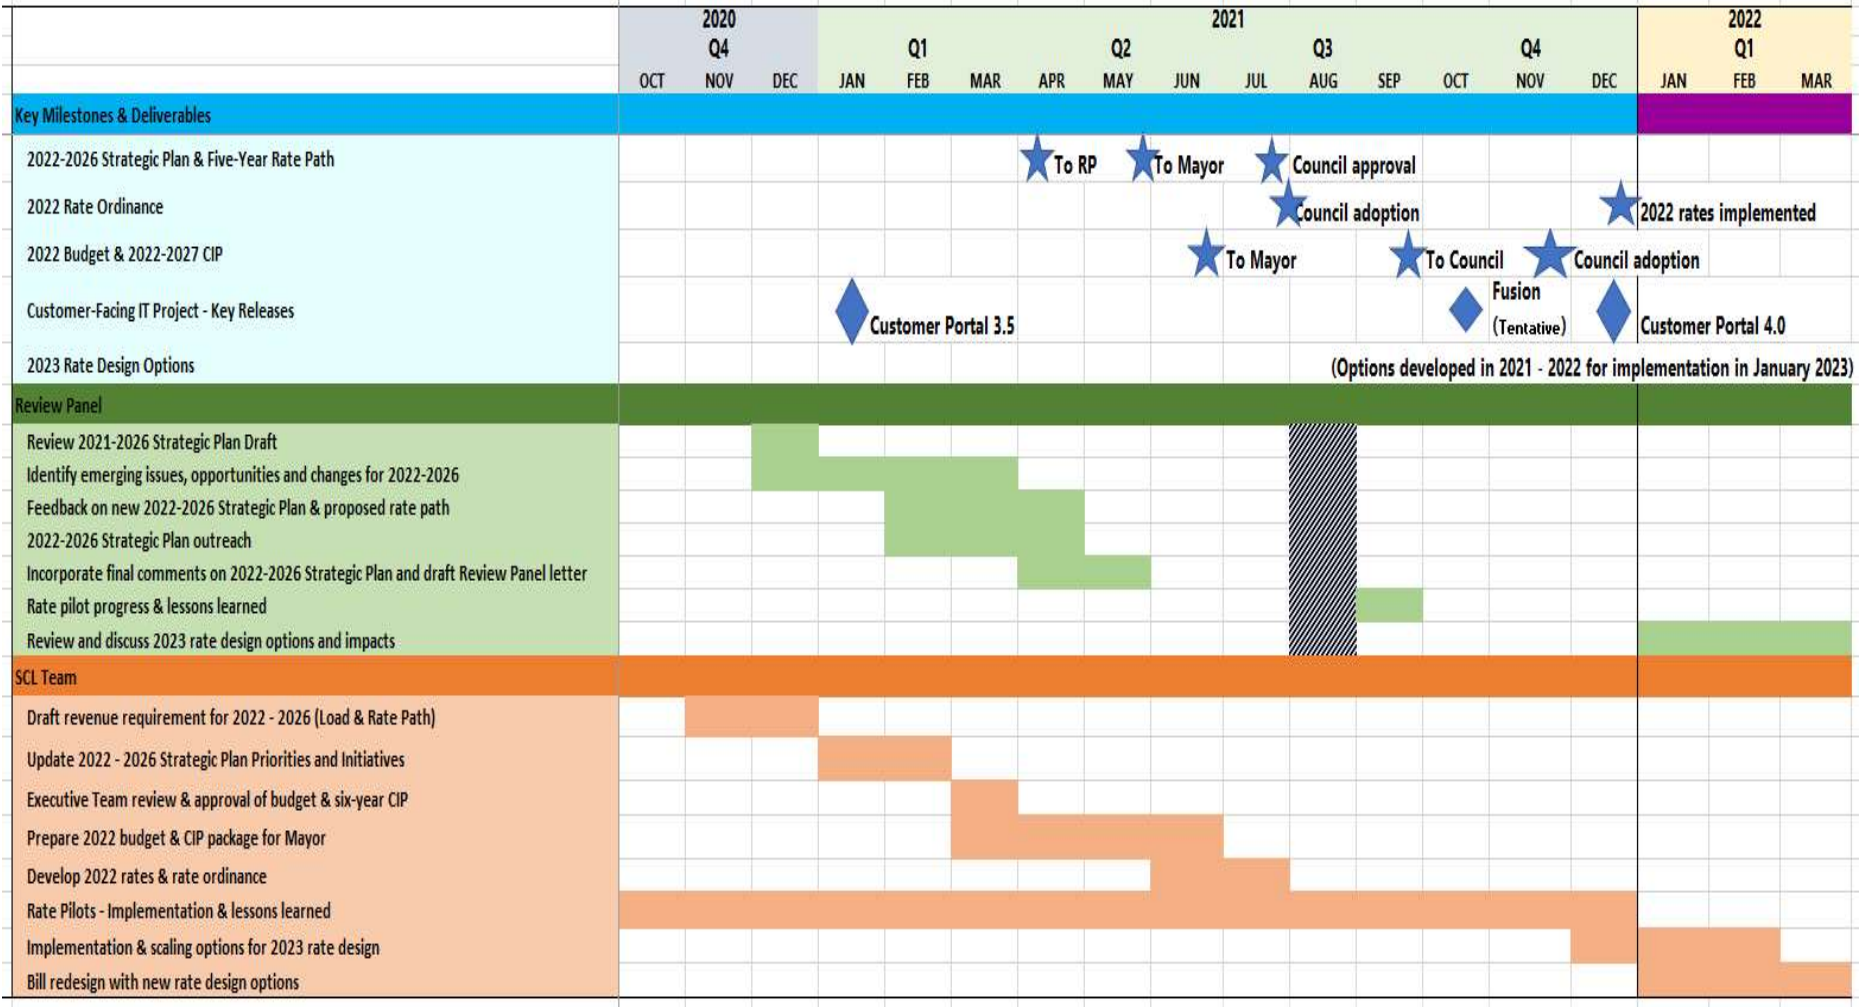 2020 2021 2022
Q4 Q1 Q2 Q3 Q4 Q1
OCT NOV DEC JAN FEB MAR APR MAY JUN JUL AUG SEP OCT NOV DEC JAN FEB MAR
Key Milestones & Deliverables
2022-2026 Strategic Plan & Five-Year Rate Path To RP To Mayor Council approval
2022 Rate Ordinance Council adoption 2022 rates implemented
2022 Budget & 2022-2027 CIP To Mayor To Council Council adoption
Customer-Facing IT Project - Key Releases Customer Portal 3.5 Fusion (Tentative) Customer Portal 4.0
2023 Rate Design Options (Options developed in 2021 - 2022 for implementation in January 2023)
Review Panel
Review 2021-2026 Strategic Plan Draft
Identify emerging issues, opportunities and changes for 2022-2026
Feedback on new 2022-2026 Strategic Plan & proposed rate path
2022-2026 Strategic Plan outreach
Incorporate final comments on 2022-2026 Strategic Plan and draft Review Panel letter
Rate pilot progress & lessons learned
Review and discuss 2023 rate design options and impacts
SCL Team
Draft revenue requirement for 2022 - 2026 (Load & Rate Path)
Update 2022 - 2026 Strategic Plan Priorities and Initiatives
Executive Team review & approval of budget & six-year CIP
Prepare 2022 budget & CIP package for Mayor
Develop 2022 rates & rate ordinance
Rate Pilots - Implementation & lessons learned
Implementation & scaling options for 2023 rate design
Bill redesign with new rate design options